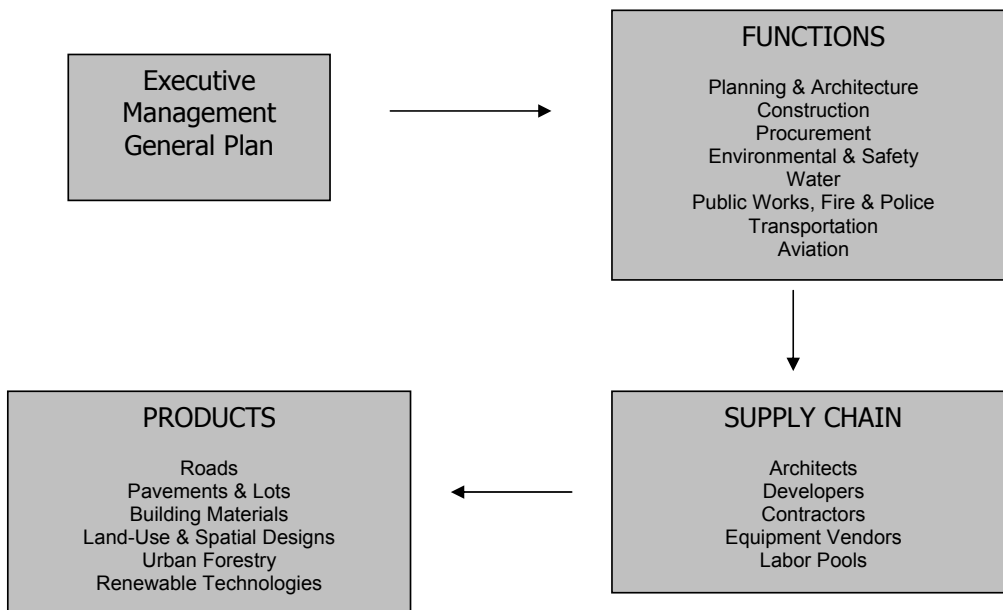 Executive
Management
General Plan
FUNCTIONS
Planning & Architecture
Construction
Procurement
Environmental & Safety
Water
Public Works, Fire & Police
Transportation
Aviation
SUPPLY CHAIN
Architects
Developers
Contractors
Equipment Vendors
Labor Pools
PRODUCTS
Roads
Pavements & Lots
Building Materials
Land-Use & Spatial Designs
Urban Forestry
Renewable Technologies